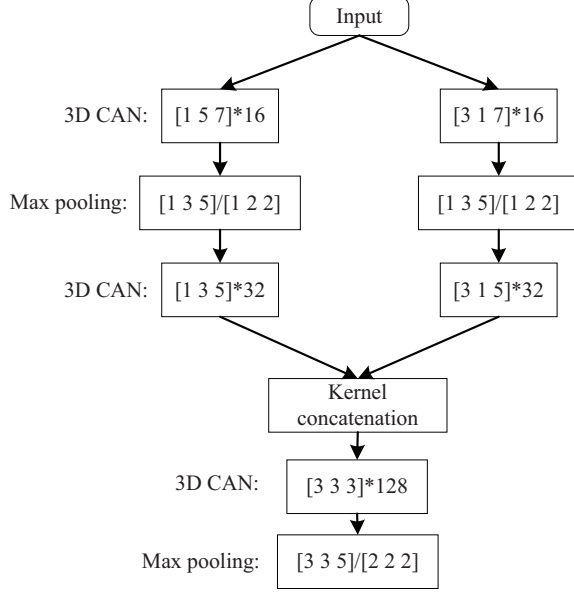 Input
3D CAN: [1 5 7]*16 [3 1 7]*16
Max pooling: [1 3 5]/[1 2 2] [1 3 5]/[1 2 2]
3D CAN: [1 3 5]*32 [3 1 5]*32
Kernel
concatenation
3D CAN: [3 3 3]*128
Max pooling: [3 3 5]/[2 2 2]